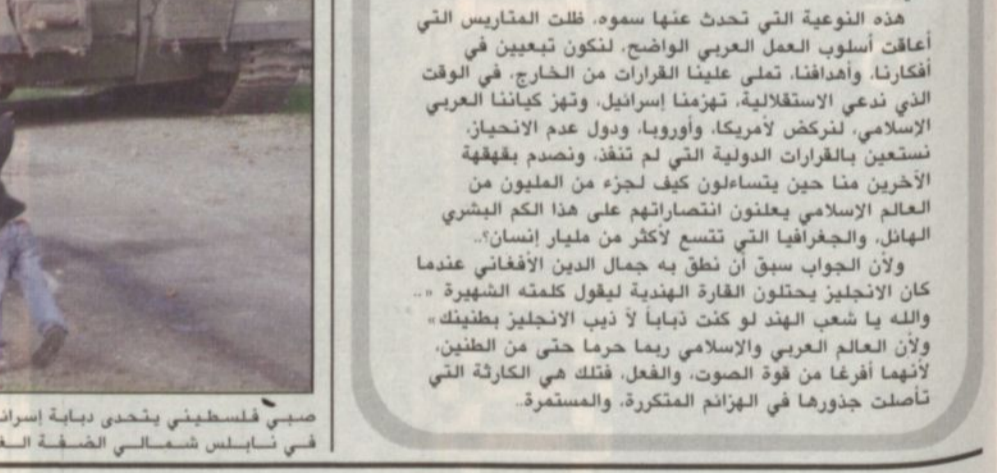 هذه النوعية التي تحدث عنها سموه، ظلت المتاريس التي
أعاقت أسلوب العمل العربي الواضح، لنكون تبعيين في
أفكارنا، وأهدافنا، تملى علينا القرارات من الخارج، في الوقت
الذي ندعي الاستقلالية، تهزمنا إسرائيل، وتهز كياننا العربي
الإسلامي، لنركض لأمريكا، وأوروبا، ودول عدم الانحياز،
نستعين بالقرارات الدولية التي لم تنفذ، ونصدم بقهقهة
الآخرين منا حين يتساءلون كيف لجزء من المليون من
العالم الإسلامي يعلنون انتصاراتهم على هذا الكم البشري
الهائل، والجغرافيا التي تتسع لأكثر من مليار إنسان؟..
ولأن الجواب سبق أن نطق به جمال الدين الأفغاني عندما
كان الانجليز يحتلون القارة الهندية ليقول كلمته الشهيرة «..
والله يا شعب الهند لو كنت ذباباً لأذيب الانجليز بطنينك»
ولأن العالم العربي والإسلامي ربما حرما حتى من الطنين،
لأنهما أفرغا من قوة الصوت، والفعل، فتلك هي الكارثة التي
تأصلت جذورها في الهزائم المتكررة، والمستمرة..
صبي فلسطيني يتحدى دبابة
في نابلس شمالي الضفة